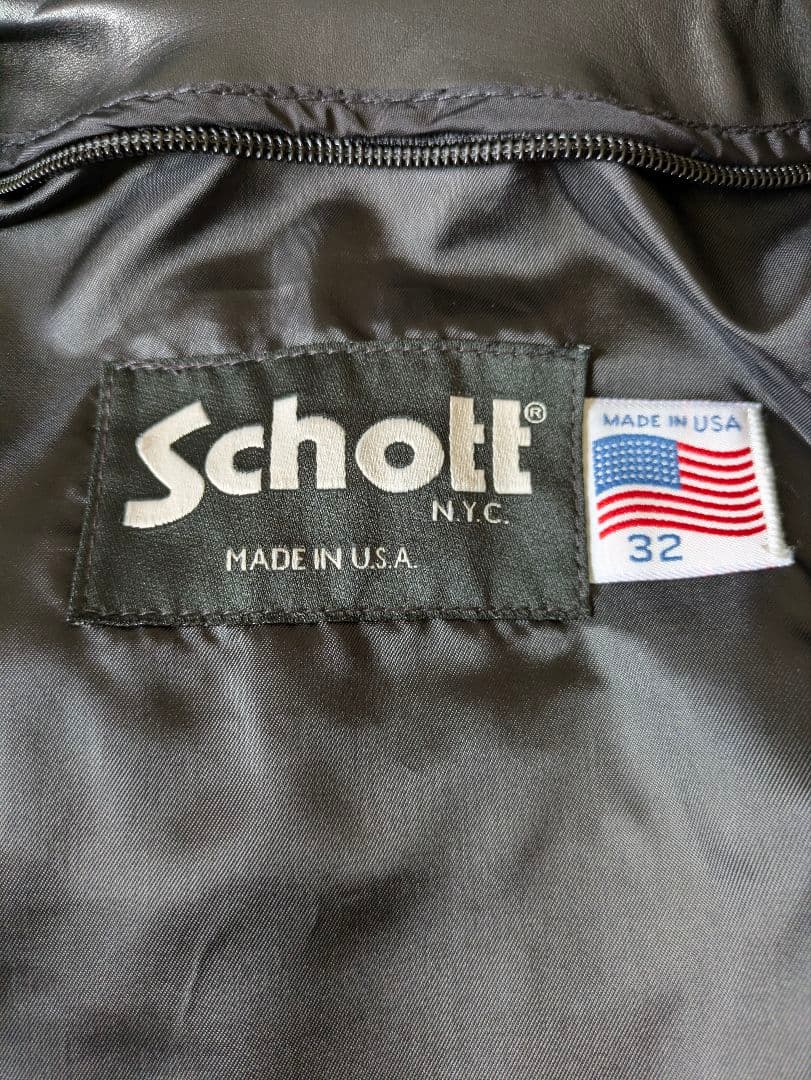 Schott®
N.Y.C.
MADE IN U.S.A.
MADE IN USA
32